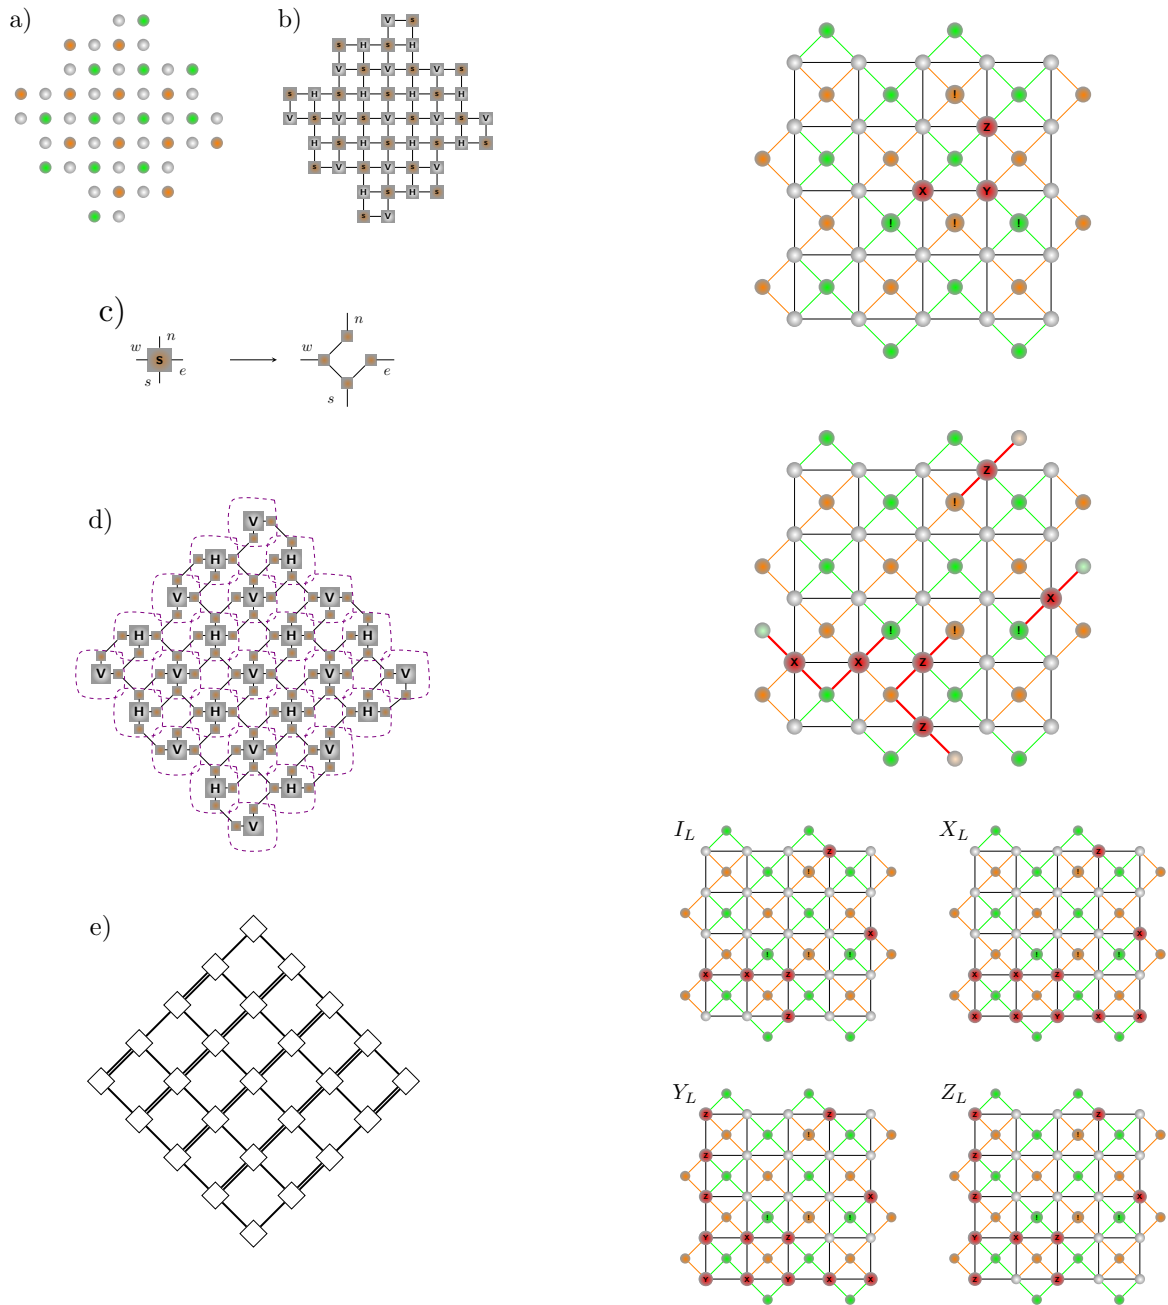 a)
b)
V s
s H s H
V s V s V s
s H s H s H s H
V s V s V s V s V
H s H s H s H s
s V s V s V
H s H s
s V
c)
n
w S e
s
n
w
e
s
d)
V
H H
V V V
H H H H
V V V V V
H H H H
V V V
H H
V
e)
!
Z
X Y
! ! !
Z
!
X
! ! !
X X Z
Z
I_L
Z
!
X
! ! !
X X Z
Z
X_L
Z
!
X
! ! !
X X Z
X X Y X X
Y_L
Z Z
!
Z
Z X
! ! !
Y X Z
Y X Y X X
Z_L
Z Z
!
Z
Z X
! ! !
Y X Z
Z Z